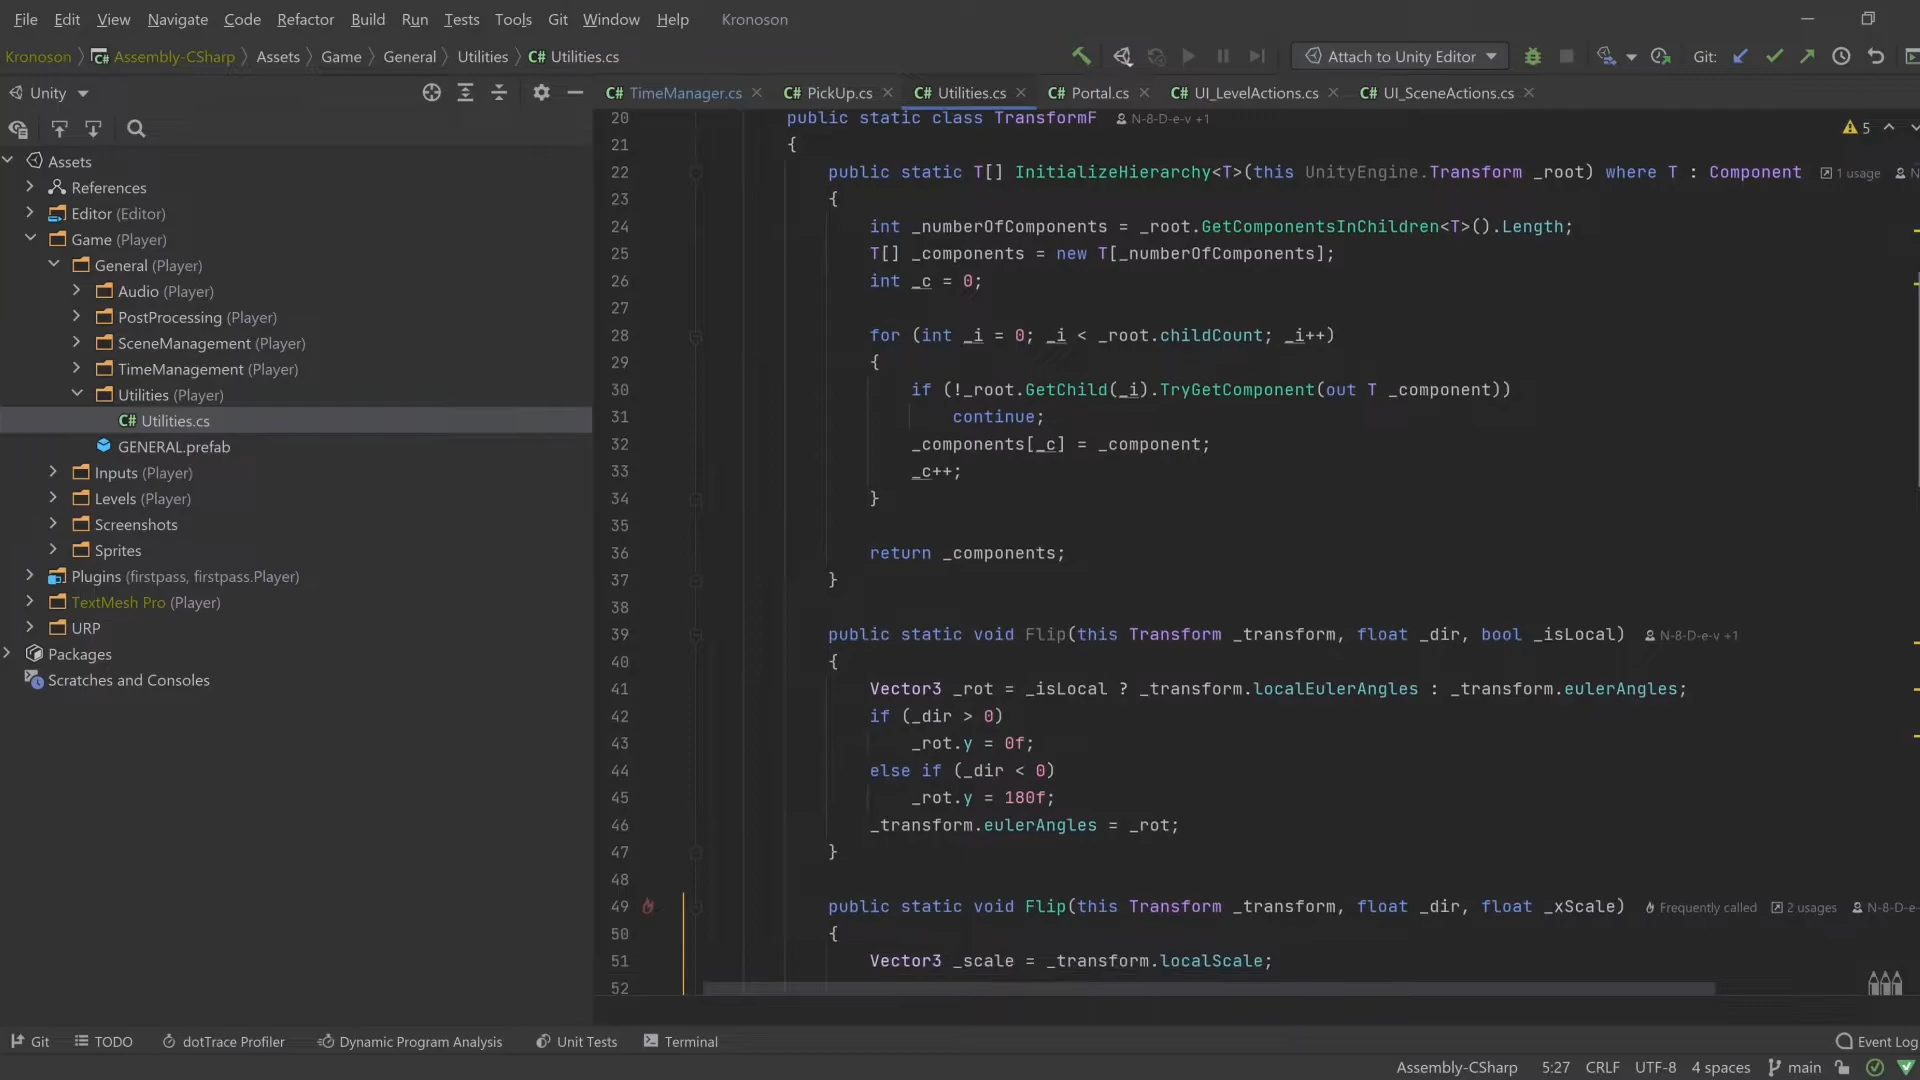 File Edit View Navigate Code Refactor Build Run Tests Tools Git Window Help Kronoson
Kronoson Assembly-CSharp Assets Game General Utilities C# Utilities.cs Attach to Unity Editor Git:
Unity C# TimeManager.cs C# PickUp.cs C# Utilities.cs C# Portal.cs C# UI_LevelActions.cs C# UI_SceneActions.cs
Assets
References
Editor (Editor)
Game (Player)
General (Player)
Audio (Player)
PostProcessing (Player)
SceneManagement (Player)
TimeManagement (Player)
Utilities (Player)
C# Utilities.cs
GENERAL.prefab
Inputs (Player)
Levels (Player)
Screenshots
Sprites
Plugins (firstpass, firstpass.Player)
TextMesh Pro (Player)
URP
Packages
Scratches and Consoles
5
20 public static class TransformF N-8-D-e-v +1
21 {
22 public static T[] InitializeHierarchy<T>(this UnityEngine.Transform _root) where T : Component 1 usage N
23 {
24 int _numberOfComponents = _root.GetComponentsInChildren<T>().Length;
25 T[] _components = new T[_numberOfComponents];
26 int _c = 0;
27
28 for (int _i = 0; _i < _root.childCount; _i++)
29 {
30 if (!_root.GetChild(_i).TryGetComponent(out T _component))
31 continue;
32 _components[_c] = _component;
33 _c++;
34 }
35
36 return _components;
37 }
38
39 public static void Flip(this Transform _transform, float _dir, bool _isLocal) N-8-D-e-v +1
40 {
41 Vector3 _rot = _isLocal ? _transform.localEulerAngles : _transform.eulerAngles;
42 if (_dir > 0)
43 _rot.y = 0f;
44 else if (_dir < 0)
45 _rot.y = 180f;
46 _transform.eulerAngles = _rot;
47 }
48
49 public static void Flip(this Transform _transform, float _dir, float _xScale) Frequently called 2 usages N-8-D-e-
50 {
51 Vector3 _scale = _transform.localScale;
52
Git TODO dotTrace Profiler Dynamic Program Analysis Unit Tests Terminal Event Log
Assembly-CSharp 5:27 CRLF UTF-8 4 spaces main